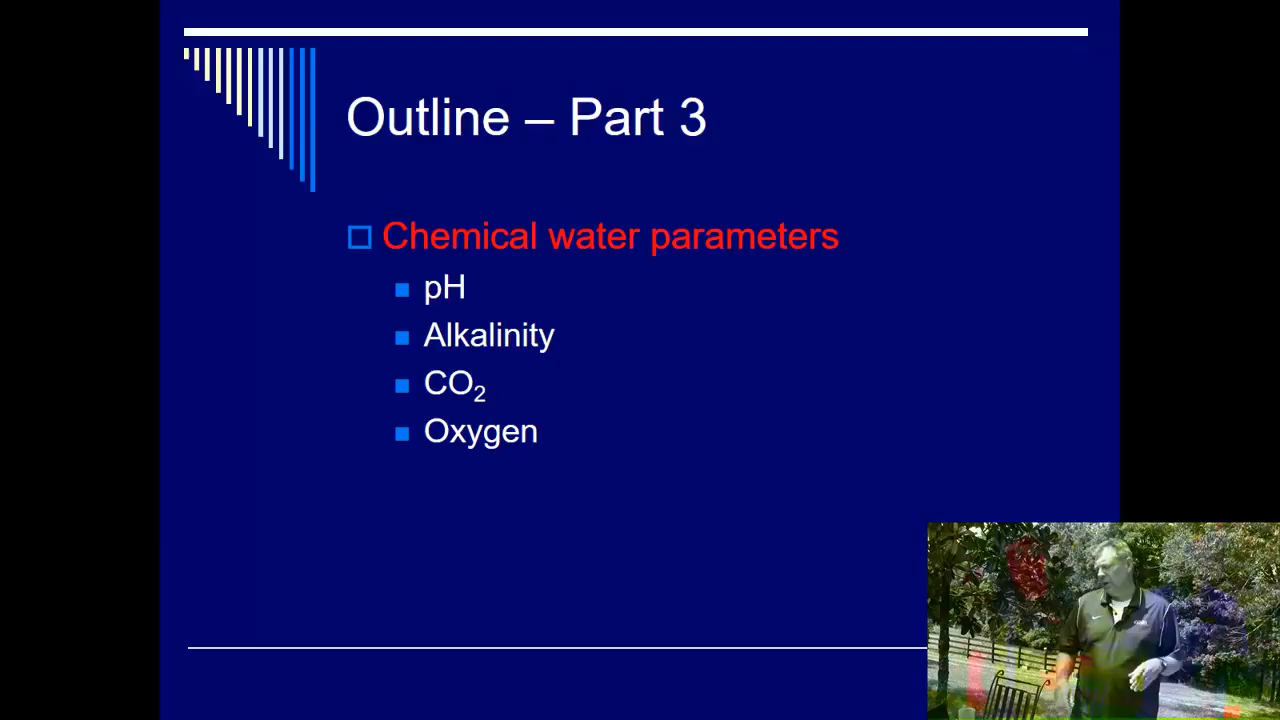 Outline – Part 3
Chemical water parameters
pH
Alkalinity
CO₂
Oxygen